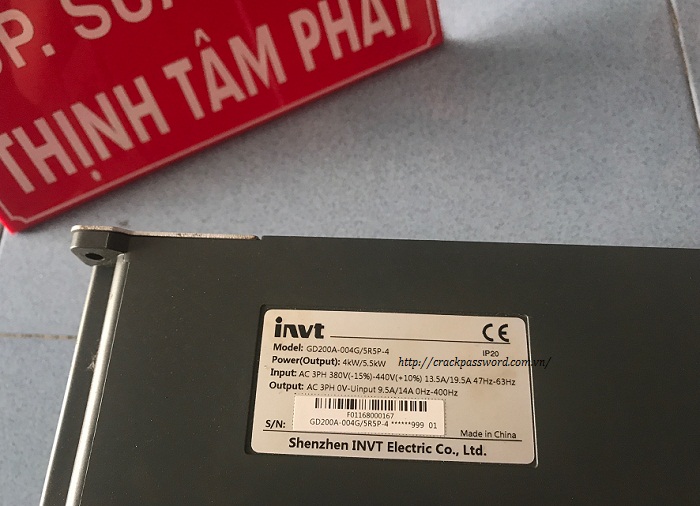 P. SÀ
THỊNH TÂM PHÁT
invt
CE
Model: GD200A-004G/5R5P-4
IP20
Power(Output): 4kW/5.5kW
http://crackpassword.com.vn/
Input: AC 3PH 380V(-15%)-440V(+10%) 13.5A/19.5A 47Hz-63Hz
Output: AC 3PH 0V-Uinput 9.5A/14A 0Hz-400Hz
F01168000167
S/N: GD200A-004G/5R5P-4 ******999 01
Made in China
Shenzhen INVT Electric Co., Ltd.